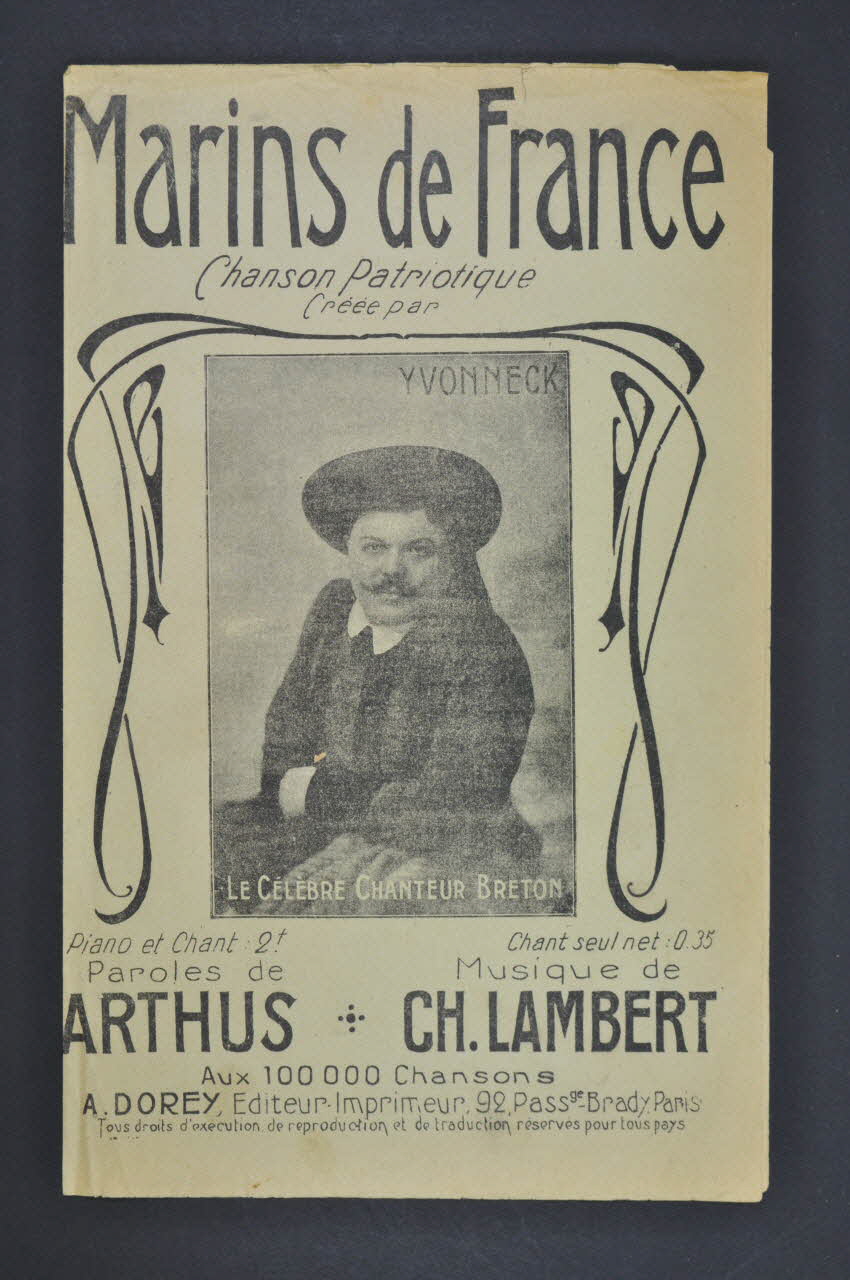 Marins de France
Chanson Patriotique
Créée par
YVONNECK
LE CÉLÈBRE CHANTEUR BRETON
Piano et Chant : 2f
Chant seul net : 0.35
Paroles de
Musique de
ARTHUS
CH. LAMBERT
Aux 100 000 Chansons
A. DOREY, Editeur-Imprimeur, 92, Passge-Brady, Paris
Tous droits d'exécution, de reproduction et de traduction réservés pour tous pays